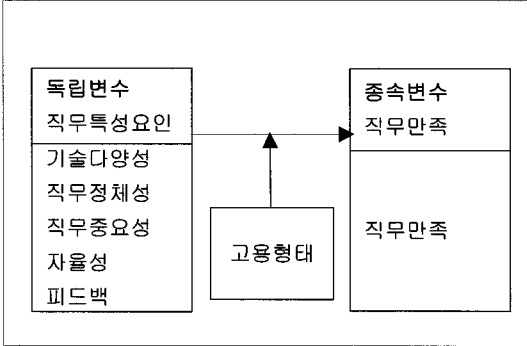 독립변수
직무특성요인
기술다양성
직무정체성
직무중요성
자율성
피드백
고용형태
종속변수
직무만족
직무만족